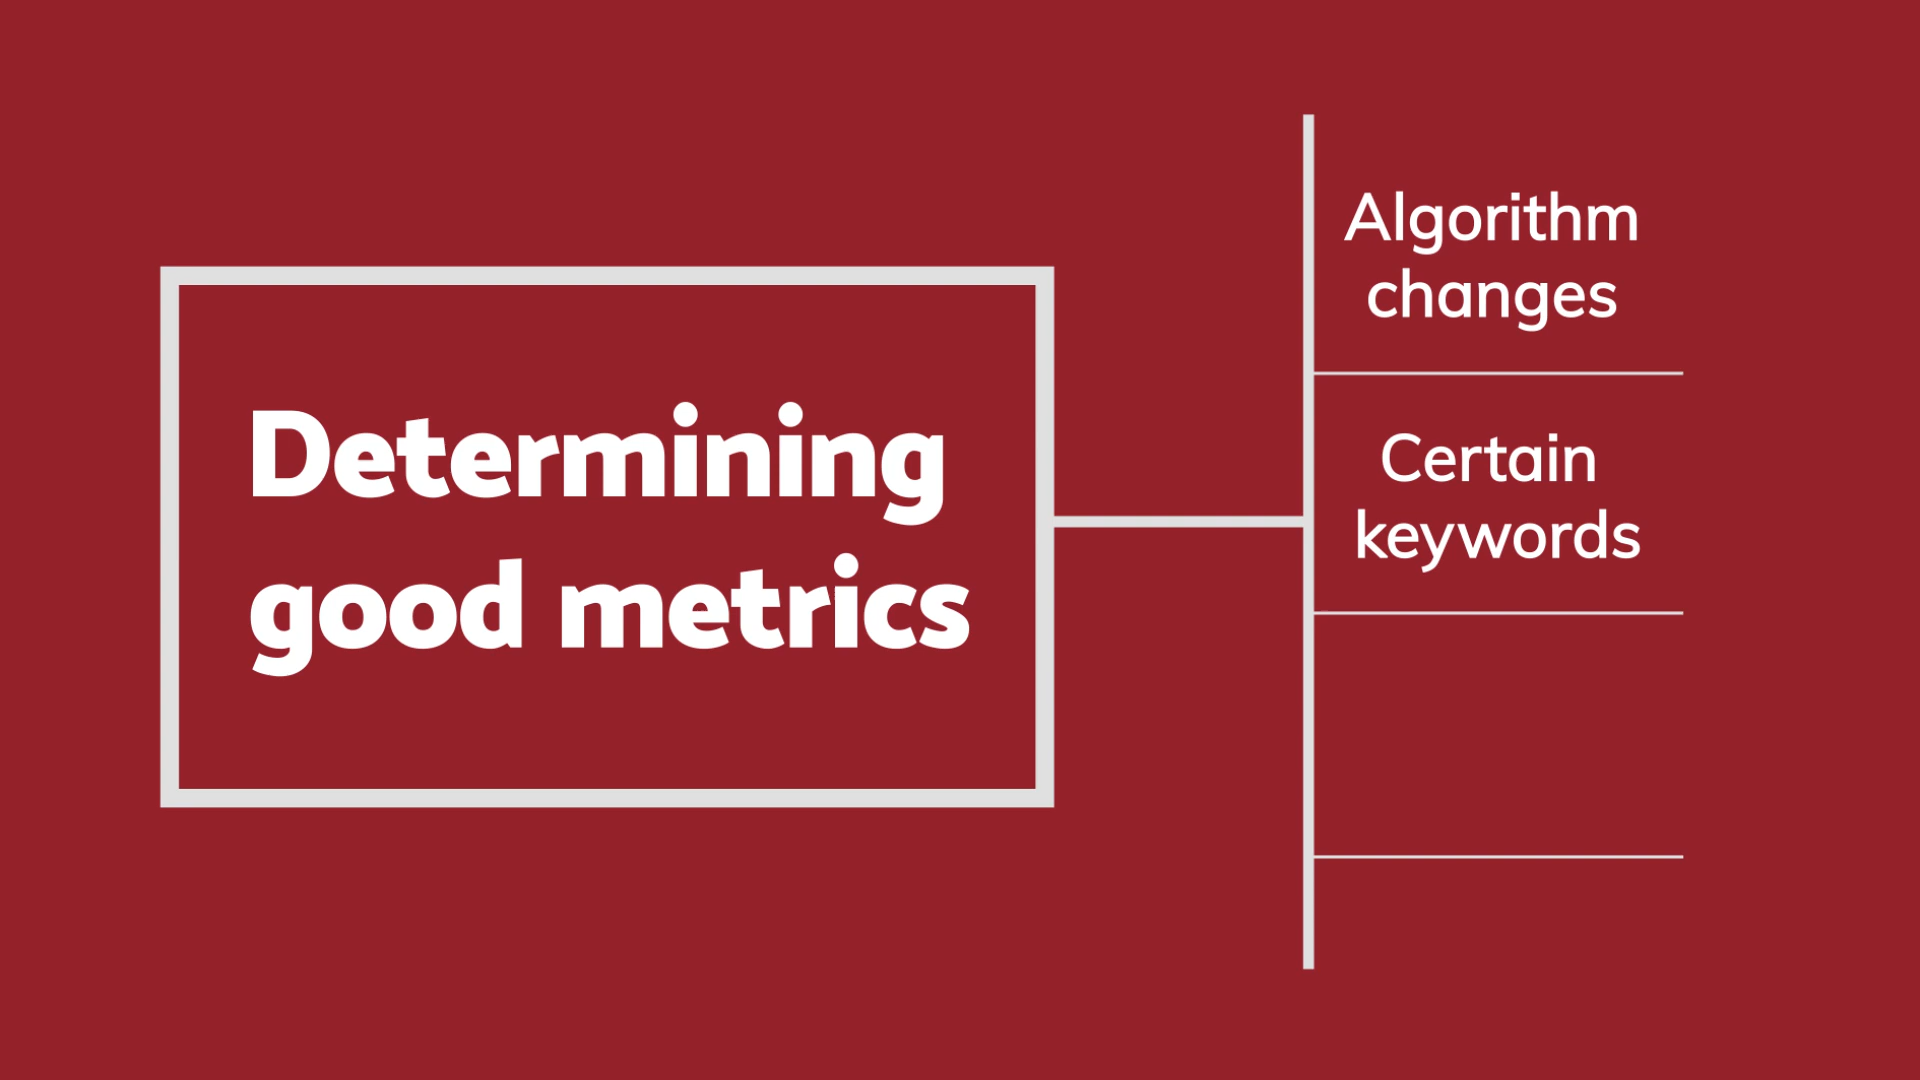 Determining
good metrics
Algorithm
changes
Certain
keywords